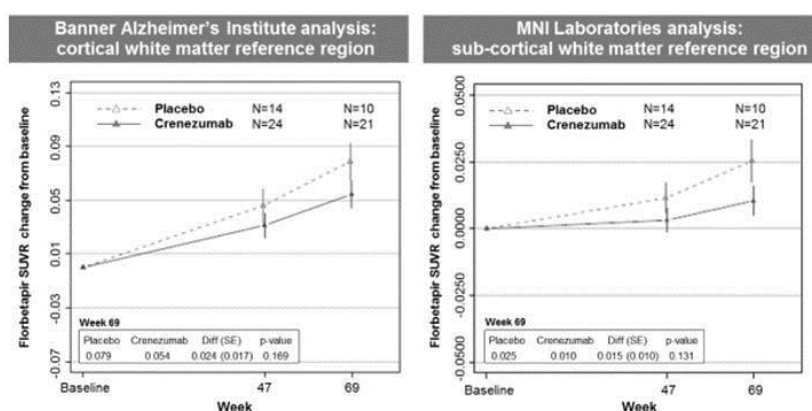 Banner Alzheimer's Institute analysis:
cortical white matter reference region
Florbetapir SUVR change from baseline
0.13
0.09
0.05
0.01
-0.03
-0.07
Placebo N=14 N=10
Crenezumab N=24 N=21
Week 69
Placebo Crenezumab Diff (SE) p-value
0.079 0.054 0.024 (0.017) 0.169
Baseline 47 69
Week
MNI Laboratories analysis:
sub-cortical white matter reference region
Florbetapir SUVR change from baseline
0.0500
0.0250
0.0000
-0.0250
-0.0500
Placebo N=14 N=10
Crenezumab N=24 N=21
Week 69
Placebo Crenezumab Diff (SE) p-value
0.025 0.010 0.015 (0.010) 0.131
Baseline 47 69
Week